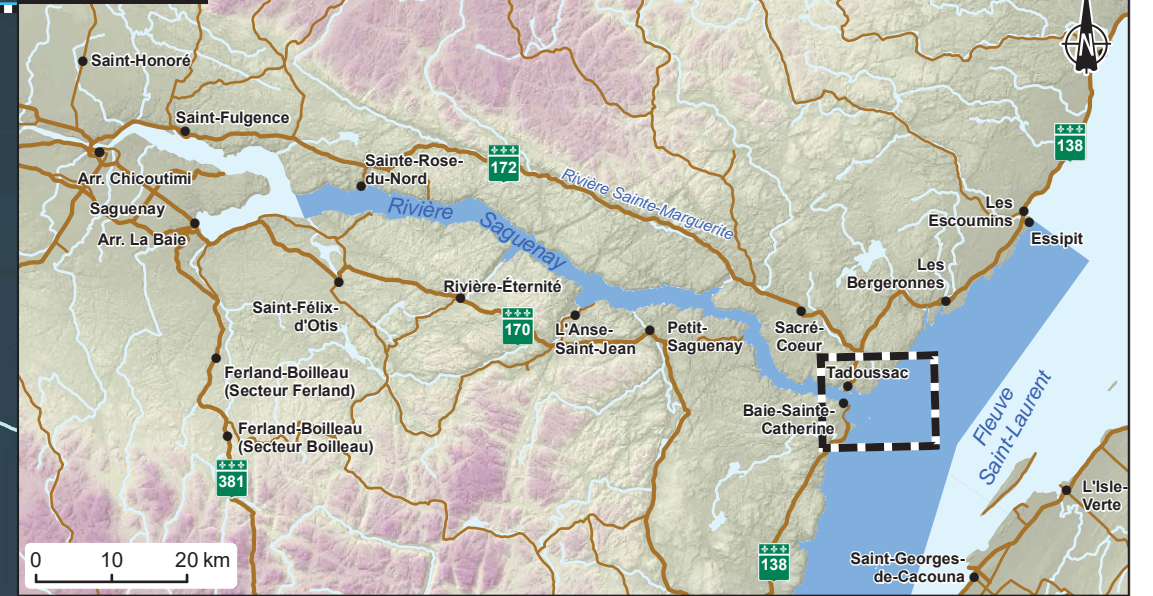 N
Saint-Honoré
Saint-Fulgence
138
Sainte-Rose-
du-Nord
172
Arr. Chicoutimi
Rivière Sainte-Marguerite
Saguenay
Rivière Saguenay
Les
Escoumins
Arr. La Baie
Essipit
Les
Bergeronnes
Rivière-Éternité
Saint-Félix-
d'Otis
170
L'Anse-
Saint-Jean
Petit-
Saguenay
Sacré-
Coeur
Ferland-Boilleau
(Secteur Ferland)
Tadoussac
Baie-Sainte-
Catherine
Fleuve
Saint-Laurent
Ferland-Boilleau
(Secteur Boilleau)
381
L'Isle-
Verte
0 10 20 km
138
Saint-Georges-
de-Cacouna